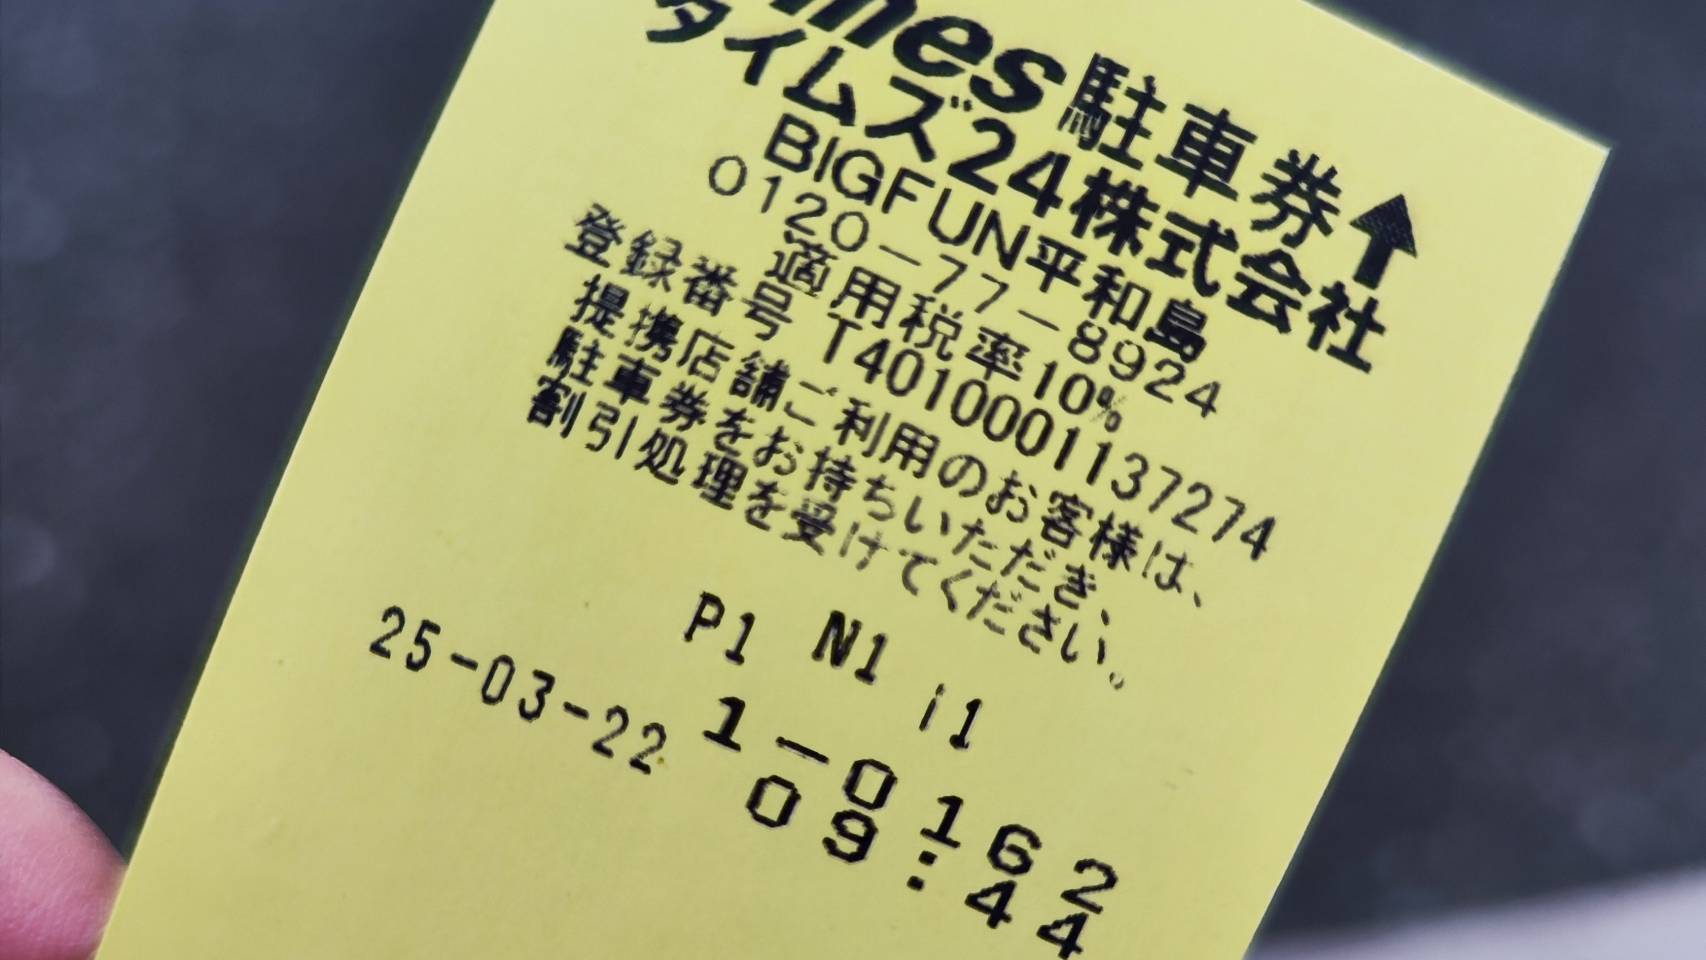 mes 駐車券↑
タイムズ24株式会社
BIGFUN平和島
0120-77-8924
適用税率10%
登録番号 T4010001137274
提携店舗ご利用のお客様は、
駐車券をお持ちいただき、
割引処理を受けてください。
P1 N1 i1
1-0162
25-03-22 09:44